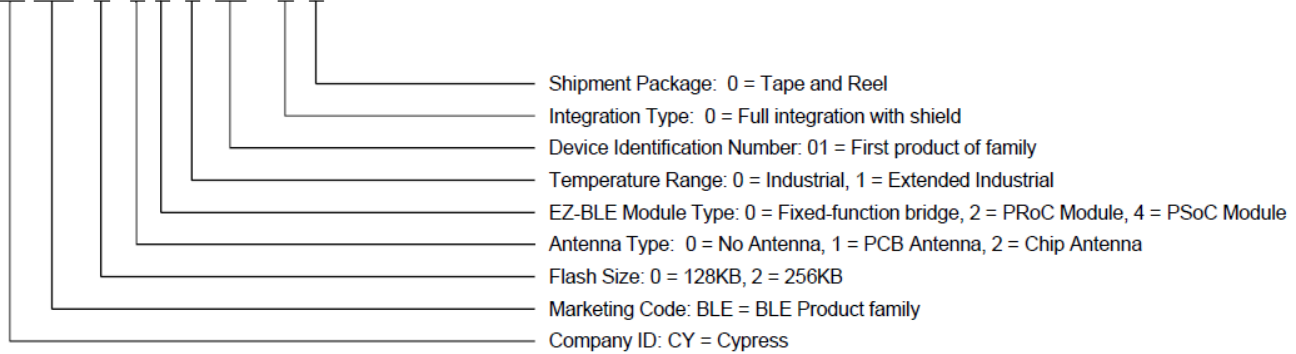 Shipment Package: 0 = Tape and Reel
Integration Type: 0 = Full integration with shield
Device Identification Number: 01 = First product of family
Temperature Range: 0 = Industrial, 1 = Extended Industrial
EZ-BLE Module Type: 0 = Fixed-function bridge, 2 = PRoC Module, 4 = PSoC Module
Antenna Type: 0 = No Antenna, 1 = PCB Antenna, 2 = Chip Antenna
Flash Size: 0 = 128KB, 2 = 256KB
Marketing Code: BLE = BLE Product family
Company ID: CY = Cypress